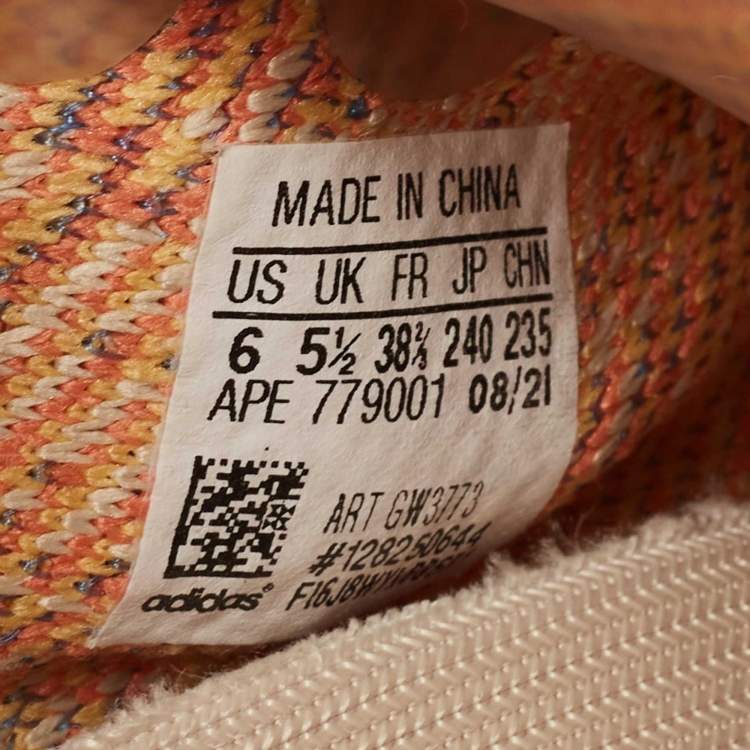 MADE IN CHINA
US UK FR JP CHN
6 5½ 38⅔ 240 235
APE 779001 08/21
ART GW3773
#128250644
adidas®